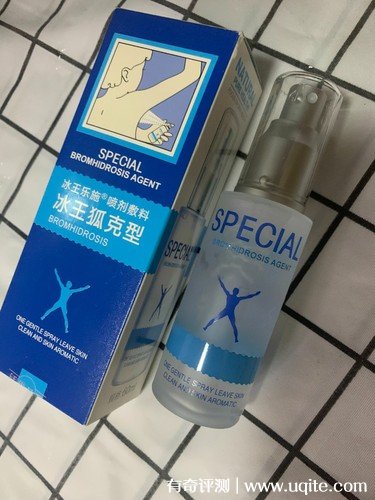 SPECIAL
BROMHIDROSIS AGENT
冰王乐施®喷剂敷料
冰王狐克型
BROMHIDROSIS
ONE GENTLE SPRAY LEAVE SKIN
CLEAN AND SKIN AROMATIC
SPECIAL
BROMHIDROSIS AGENT
ONE GENTLE SPRAY LEAVE SKIN
CLEAN AND SKIN AROMATIC
有奇评测 | www.uqite.com